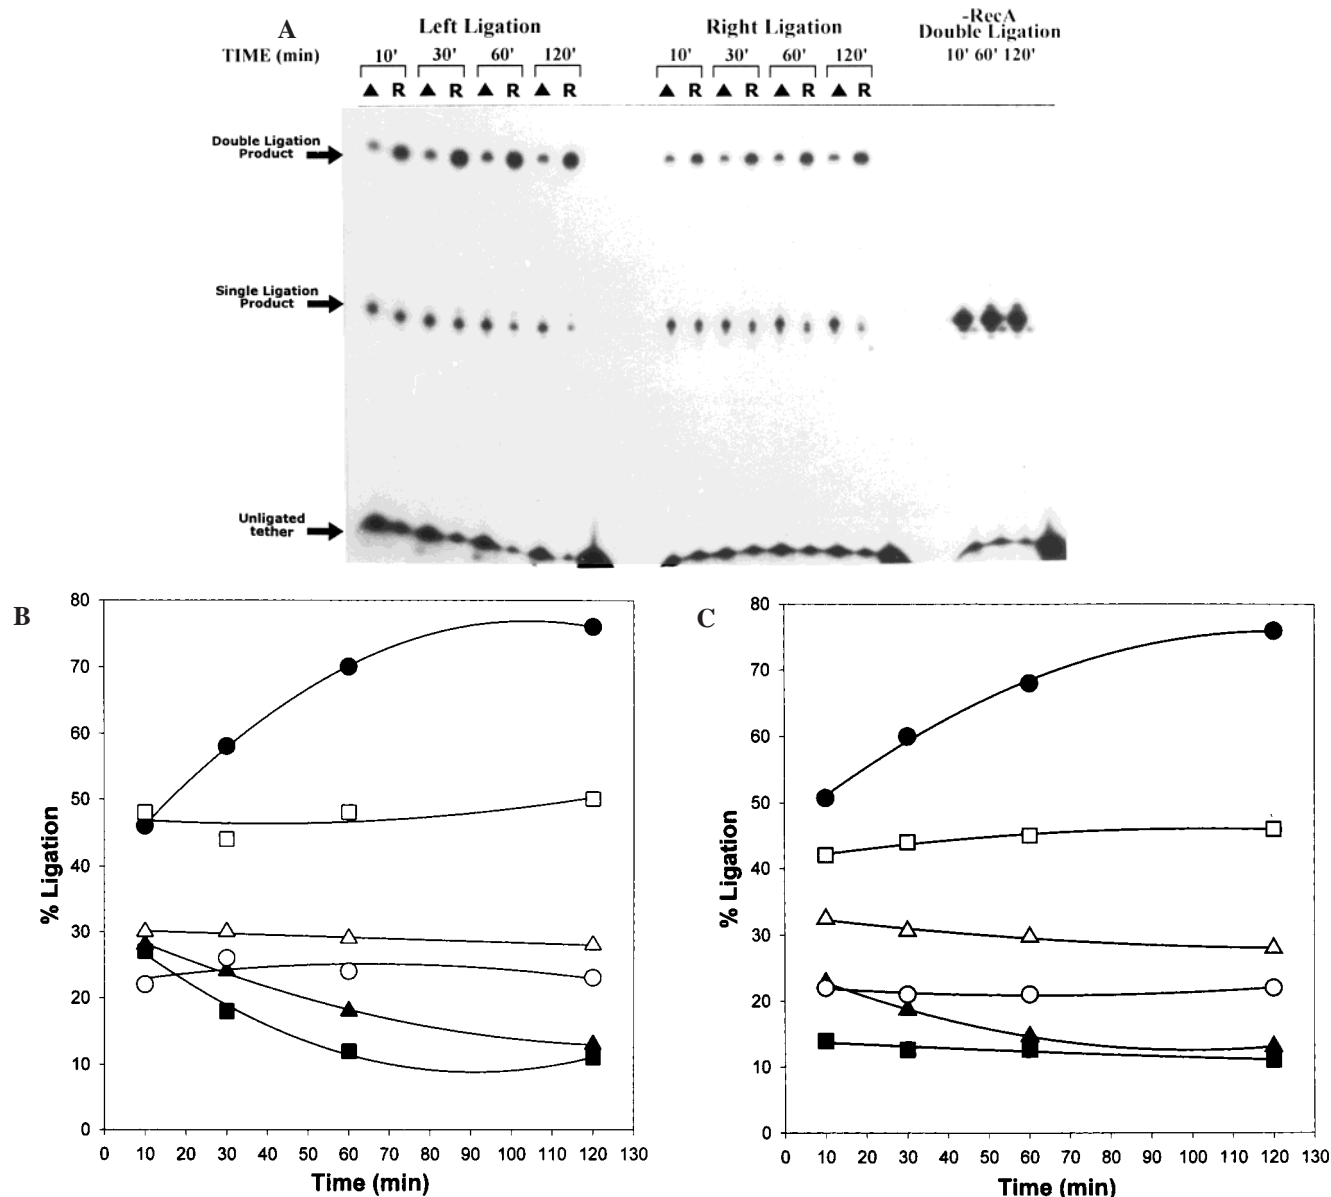 A
Left Ligation
Right Ligation
-RecA
Double Ligation
TIME (min)
10' 30' 60' 120'
10' 30' 60' 120'
10' 60' 120'
▲ R ▲ R ▲ R ▲ R
▲ R ▲ R ▲ R ▲ R
Double Ligation
Product
Single Ligation
Product
Unligated
tether
B
% Ligation
80
70
60
50
40
30
20
10
0
0 10 20 30 40 50 60 70 80 90 100 110 120 130
Time (min)
C
% Ligation
80
70
60
50
40
30
20
10
0
0 10 20 30 40 50 60 70 80 90 100 110 120 130
Time (min)